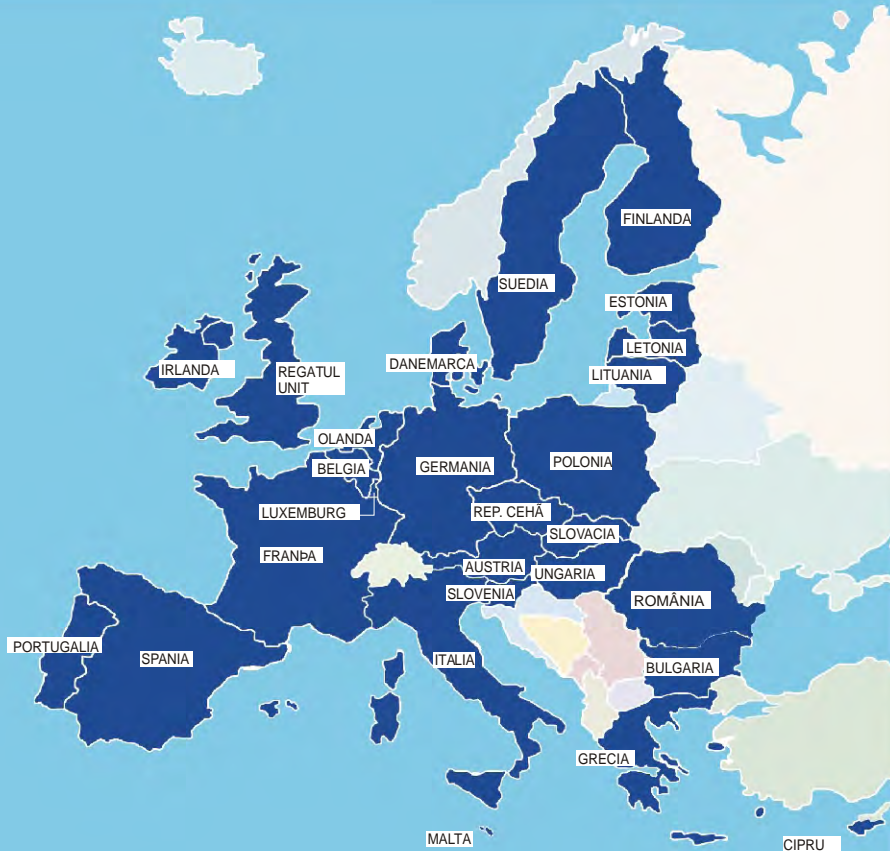 FINLANDA
SUEDIA
ESTONIA
LETONIA
DANEMARCA
IRLANDA
REGATUL
UNIT
LITUANIA
OLANDA
BELGIA
GERMANIA
POLONIA
LUXEMBURG
REP. CEHĂ
SLOVACIA
FRANÞA
AUSTRIA
UNGARIA
SLOVENIA
ROMÂNIA
PORTUGALIA
SPANIA
ITALIA
BULGARIA
GRECIA
MALTA
CIPRU